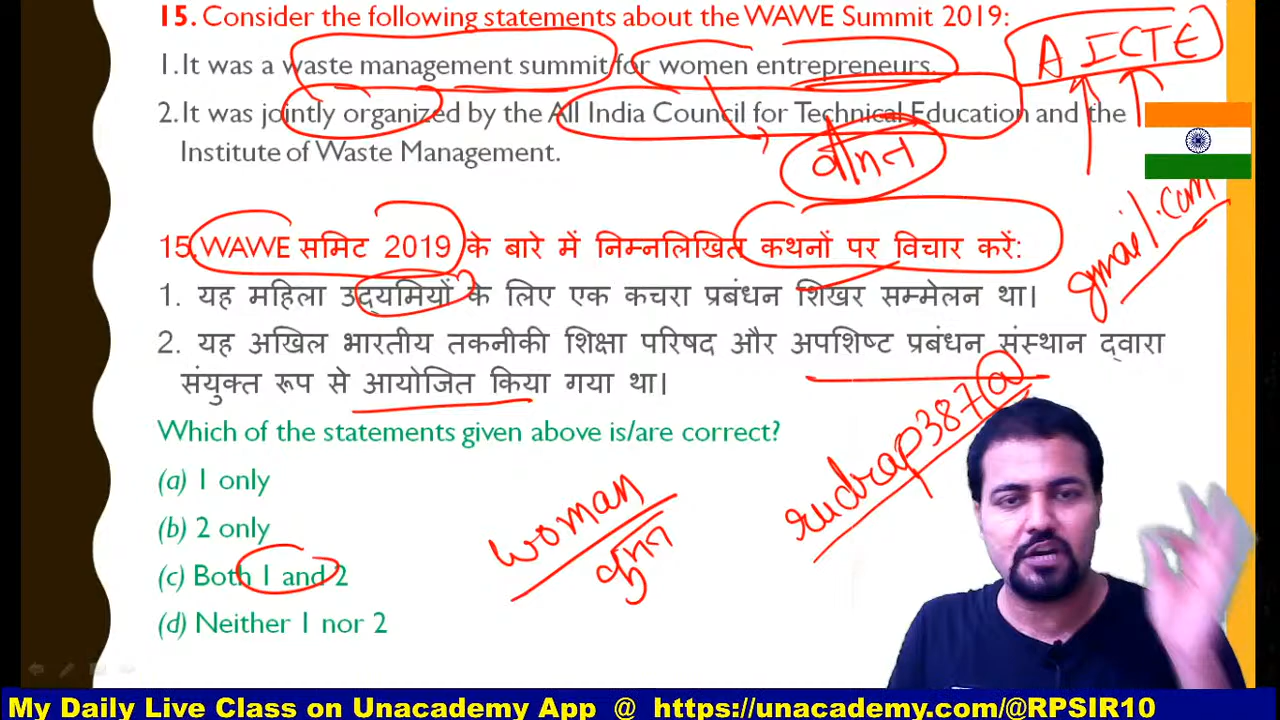 15. Consider the following statements about the WAWE Summit 2019:
1. It was a waste management summit for women entrepreneurs.
AICTE
2. It was jointly organized by the All India Council for Technical Education and the
Institute of Waste Management.
gmail.com
15. WAWE समिट 2019 के बारे में निम्नलिखित कथनों पर विचार करें:
1. यह महिला उद्यमियों के लिए एक कचरा प्रबंधन शिखर सम्मेलन था।
2. यह अखिल भारतीय तकनीकी शिक्षा परिषद और अपशिष्ट प्रबंधन संस्थान द्वारा
संयुक्त रूप से आयोजित किया गया था।
rudrap387@
Which of the statements given above is/are correct?
(a) 1 only
(b) 2 only
woman
(c) Both 1 and 2
(d) Neither 1 nor 2
My Daily Live Class on Unacademy App @ https://unacademy.com/@RPSIR10